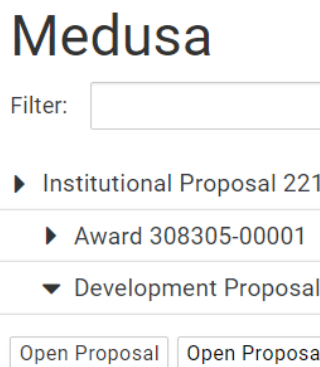 Medusa
Filter:
Institutional Proposal 221
Award 308305-00001
Development Proposal
Open Proposal Open Proposa